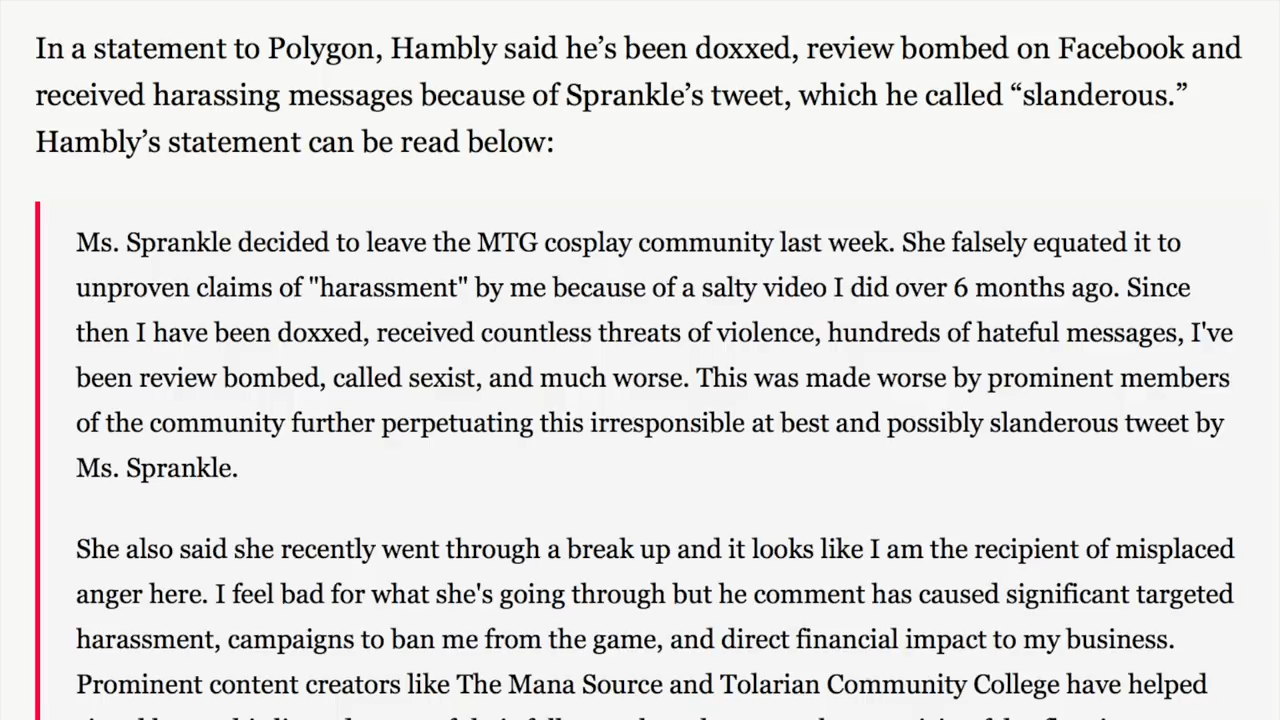 In a statement to Polygon, Hambly said he’s been doxxed, review bombed on Facebook and
received harassing messages because of Sprankle’s tweet, which he called “slanderous.”
Hambly’s statement can be read below:
Ms. Sprankle decided to leave the MTG cosplay community last week. She falsely equated it to
unproven claims of "harassment" by me because of a salty video I did over 6 months ago. Since
then I have been doxxed, received countless threats of violence, hundreds of hateful messages, I've
been review bombed, called sexist, and much worse. This was made worse by prominent members
of the community further perpetuating this irresponsible at best and possibly slanderous tweet by
Ms. Sprankle.
She also said she recently went through a break up and it looks like I am the recipient of misplaced
anger here. I feel bad for what she's going through but he comment has caused significant targeted
harassment, campaigns to ban me from the game, and direct financial impact to my business.
Prominent content creators like The Mana Source and Tolarian Community College have helped